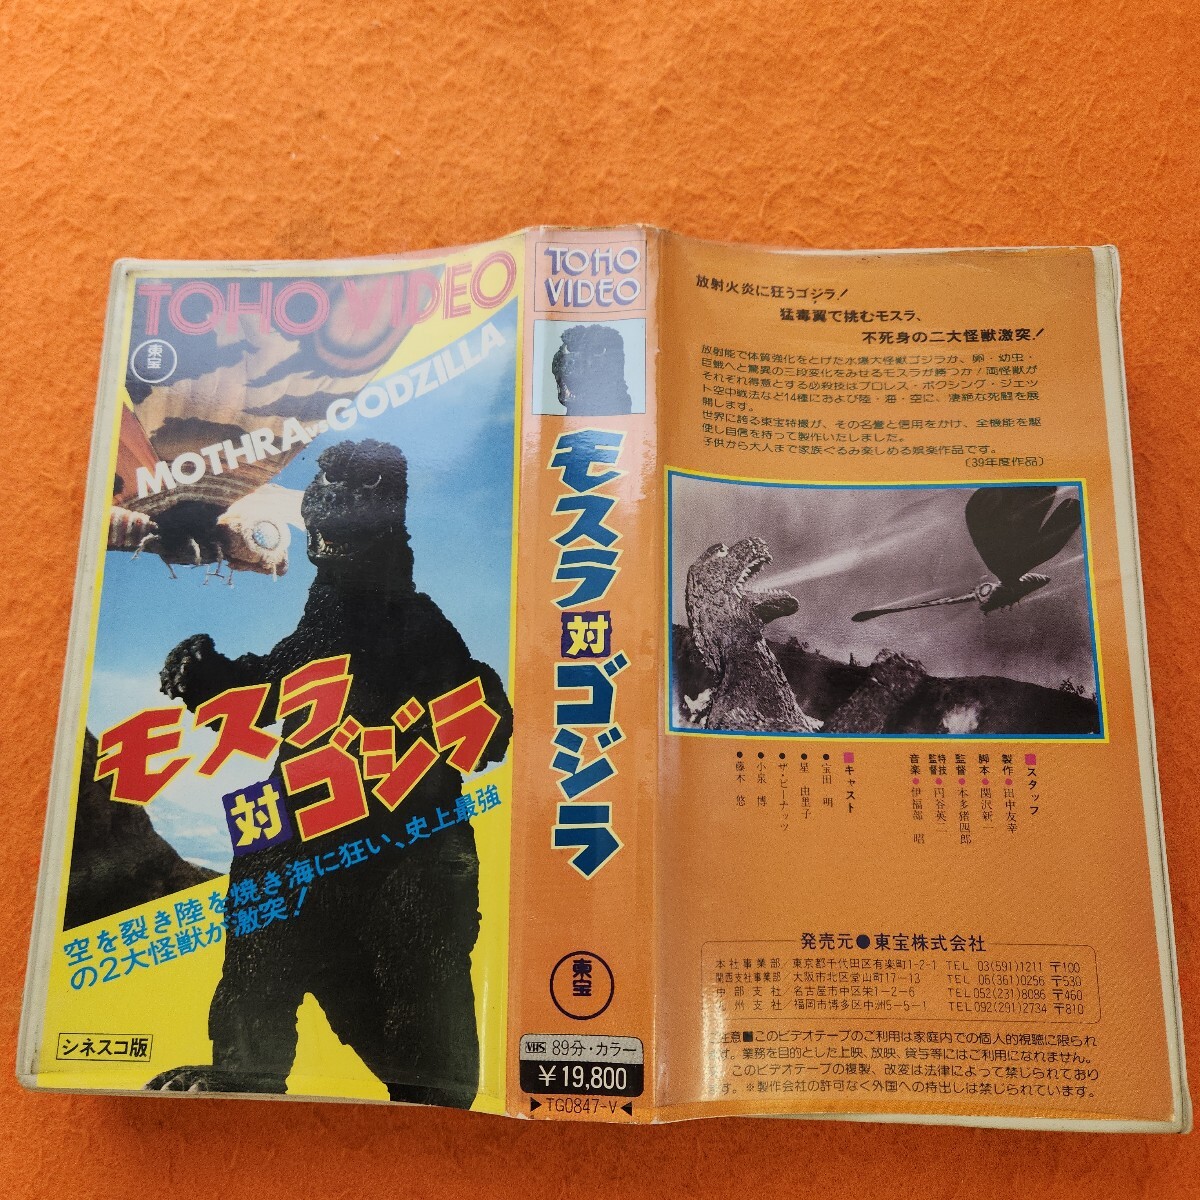 TOHO VIDEO
東宝
MOTHRA vs GODZILLA
モスラ
対
ゴジラ
空を裂き陸を焼き海に狂い、史上最強
の2大怪獣が激突!
シネスコ版
TOHO
VIDEO
モスラ対ゴジラ
東宝
VHS 89分・カラー
¥19,800
▶TG0847-V◀
放射火炎に狂うゴジラ!
猛毒翼で挑むモスラ、
不死身の二大怪獣激突!
放射能で体質強化をとげた水爆大怪獣ゴジラか、卵・幼虫・
巨蛾へと驚異の三段変化をみせるモスラが勝つか!両怪獣が
それぞれ得意とする必殺技はプロレス・ボクシング・ジェッ
ト空中戦法など14種におよび陸・海・空に、凄絶な死闘を展
開します。
世界に誇る東宝特撮が、その名誉と信用をかけ、全機能を駆
使し自信を持って製作いたしました。
子供から大人まで家族ぐるみ楽しめる娯楽作品です。
〔39年度作品〕
■スタッフ
製作●田中友幸
脚本●関沢新一
監督●本多猪四郎
特技監督●円谷英二
音楽●伊福部 昭
■キャスト
●宝田 明
●星 由里子
●ザ・ピーナッツ
●小泉 博
●藤木 悠
発売元●東宝株式会社
本社事業部/東京都千代田区有楽町1-2-1 TEL 03(591)1211 〒100
関西支社事業部/大阪市北区堂山町17-13 TEL 06(361)0256 〒530
中部支社/名古屋市中区栄1-2-6 TEL 052(231)8086 〒460
九州支社/福岡市博多区中洲5-5-1 TEL 092(291)2734 〒810
注意■このビデオテープのご利用は家庭内での個人的視聴に限られ
ます。業務を目的とした上映、放映、貸与等にはご利用になれません。
このビデオテープの複製、改変は法律によって禁じられており
ます。※製作会社の許可なく外国への持出しは禁じられています。